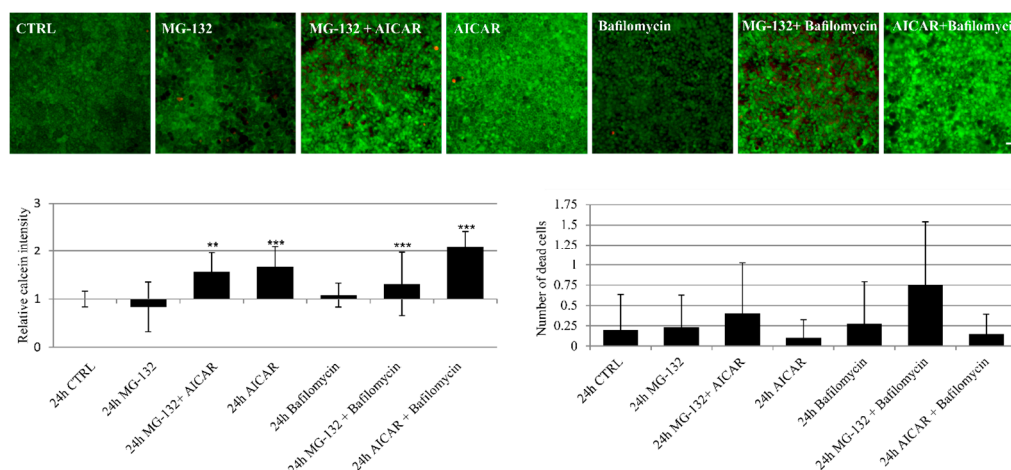 CTRL
MG-132
MG-132 + AICAR
AICAR
Bafilomycin
MG-132+ Bafilomycin
AICAR+Bafilomycin
Relative calcein intensity
3
2
1
0
**
***
***
***
24h CTRL
24h MG-132
24h MG-132+ AICAR
24h AICAR
24h Bafilomycin
24h MG-132 + Bafilomycin
24h AICAR + Bafilomycin
Number of dead cells
1.75
1.5
1.25
1
0.75
0.5
0.25
0
24h CTRL
24h MG-132
24h MG-132+ AICAR
24h AICAR
24h Bafilomycin
24h MG-132 + Bafilomycin
24h AICAR + Bafilomycin